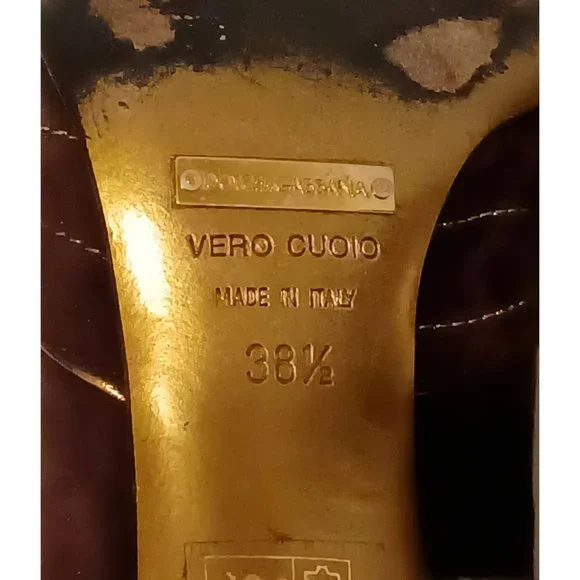 DOLCE & GABBANA
VERO CUOIO
MADE IN ITALY
38½